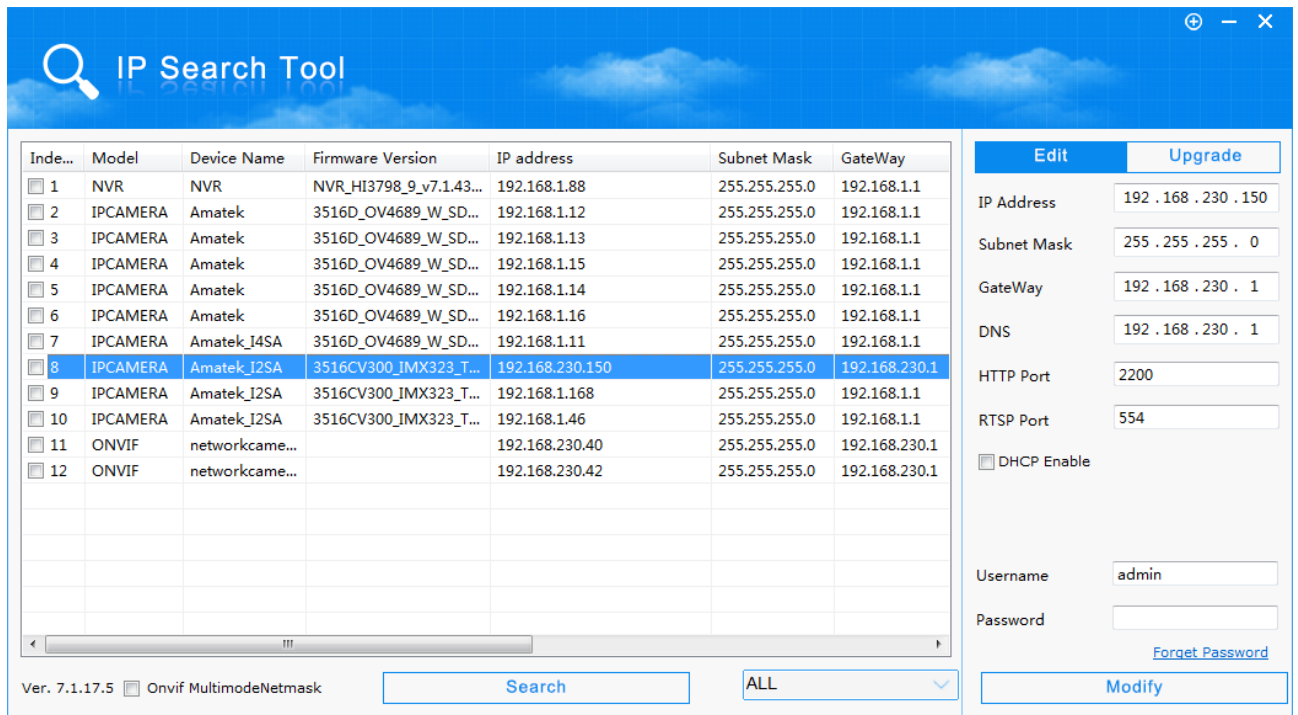 IP Search Tool
Inde... Model Device Name Firmware Version IP address Subnet Mask GateWay
1 NVR NVR NVR_HI3798_9_v7.1.43... 192.168.1.88 255.255.255.0 192.168.1.1
2 IPCAMERA Amatek 3516D_OV4689_W_SD... 192.168.1.12 255.255.255.0 192.168.1.1
3 IPCAMERA Amatek 3516D_OV4689_W_SD... 192.168.1.13 255.255.255.0 192.168.1.1
4 IPCAMERA Amatek 3516D_OV4689_W_SD... 192.168.1.15 255.255.255.0 192.168.1.1
5 IPCAMERA Amatek 3516D_OV4689_W_SD... 192.168.1.14 255.255.255.0 192.168.1.1
6 IPCAMERA Amatek 3516D_OV4689_W_SD... 192.168.1.16 255.255.255.0 192.168.1.1
7 IPCAMERA Amatek_I4SA 3516D_OV4689_W_SD... 192.168.1.11 255.255.255.0 192.168.1.1
8 IPCAMERA Amatek_I2SA 3516CV300_IMX323_T... 192.168.230.150 255.255.255.0 192.168.230.1
9 IPCAMERA Amatek_I2SA 3516CV300_IMX323_T... 192.168.1.168 255.255.255.0 192.168.1.1
10 IPCAMERA Amatek_I2SA 3516CV300_IMX323_T... 192.168.1.46 255.255.255.0 192.168.1.1
11 ONVIF networkcame... 192.168.230.40 255.255.255.0 192.168.230.1
12 ONVIF networkcame... 192.168.230.42 255.255.255.0 192.168.230.1
Ver. 7.1.17.5 Onvif MultimodeNetmask Search ALL
Edit Upgrade
IP Address 192 . 168 . 230 . 150
Subnet Mask 255 . 255 . 255 . 0
GateWay 192 . 168 . 230 . 1
DNS 192 . 168 . 230 . 1
HTTP Port 2200
RTSP Port 554
DHCP Enable
Username admin
Password
Forget Password
Modify